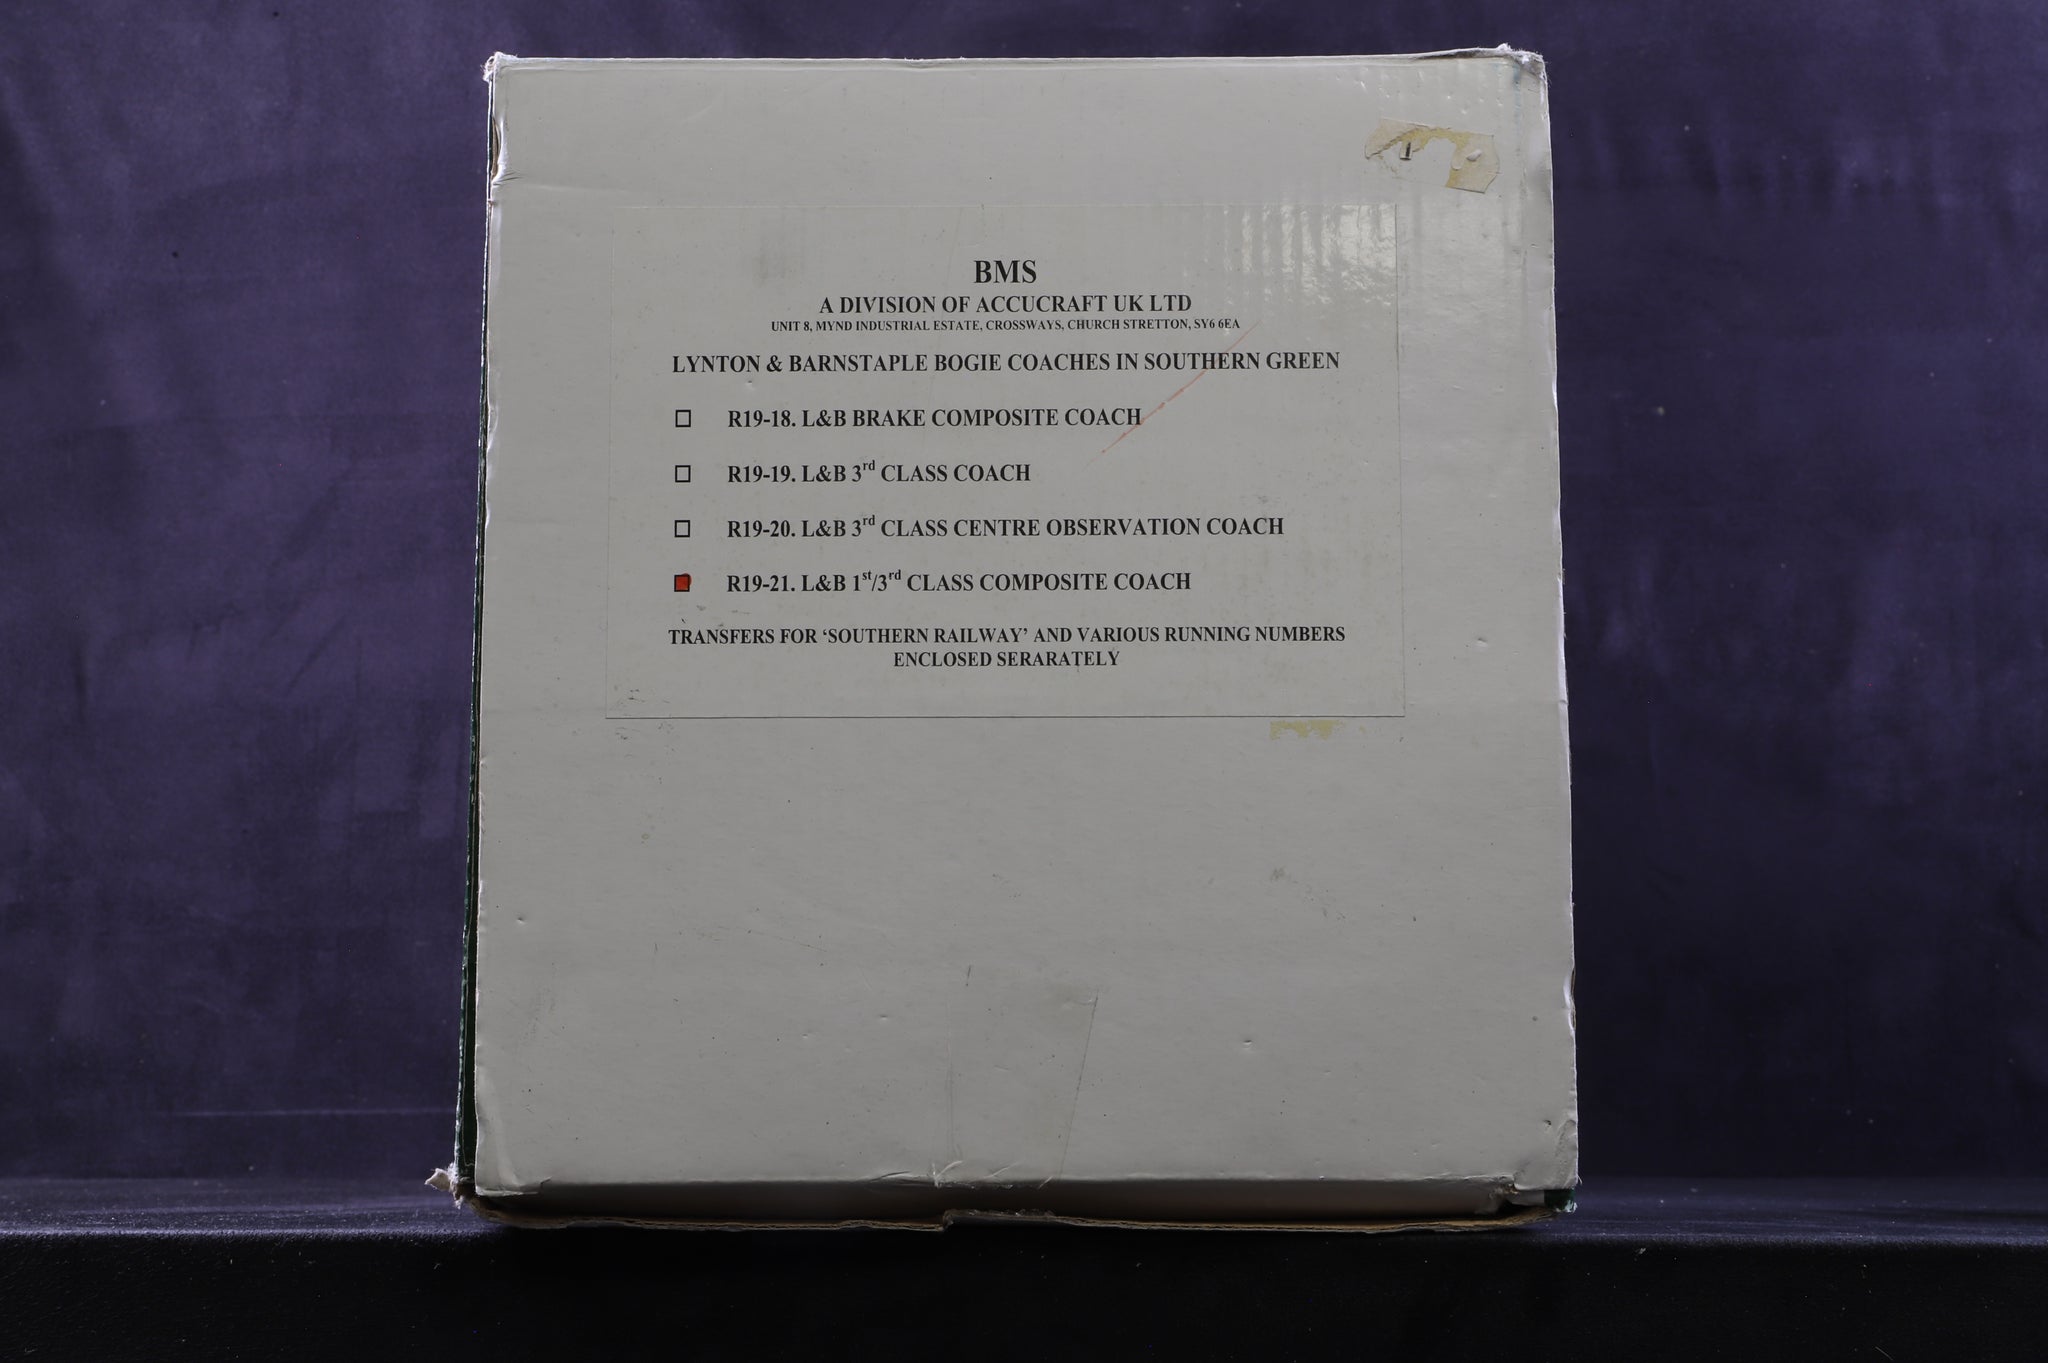 BMS
A DIVISION OF ACCUCRAFT UK LTD
UNIT 8, MYND INDUSTRIAL ESTATE, CROSSWAYS, CHURCH STRETTON, SY6 6EA
LYNTON & BARNSTAPLE BOGIE COACHES IN SOUTHERN GREEN
R19-18. L&B BRAKE COMPOSITE COACH
R19-19. L&B 3rd CLASS COACH
R19-20. L&B 3rd CLASS CENTRE OBSERVATION COACH
R19-21. L&B 1st/3rd CLASS COMPOSITE COACH
TRANSFERS FOR ‘SOUTHERN RAILWAY’ AND VARIOUS RUNNING NUMBERS
ENCLOSED SERARATELY